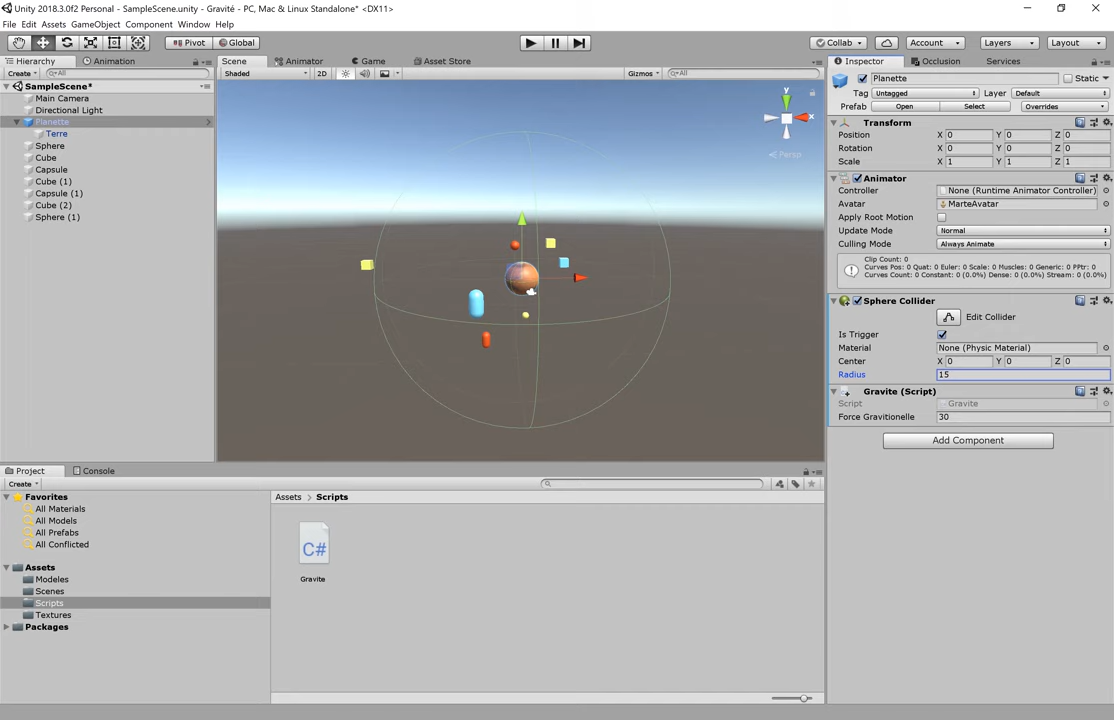 Unity 2018.3.0f2 Personal - SampleScene.unity - Gravité - PC, Mac & Linux Standalone* <DX11>
File Edit Assets GameObject Component Window Help
Pivot Global Collab Account Layers Layout
Hierarchy Animation
Create All
SampleScene*
Main Camera
Directional Light
Planette
Terre
Sphere
Cube
Capsule
Cube (1)
Capsule (1)
Cube (2)
Sphere (1)
Scene Animator Game Asset Store
Shaded 2D Gizmos All
y
x
Persp
Inspector Occlusion Services
Planette Static
Tag Untagged Layer Default
Prefab Open Select Overrides
Transform
Position X 0 Y 0 Z 0
Rotation X 0 Y 0 Z 0
Scale X 1 Y 1 Z 1
Animator
Controller None (Runtime Animator Controller)
Avatar MarteAvatar
Apply Root Motion
Update Mode Normal
Culling Mode Always Animate
Clip Count: 0
Curves Pos: 0 Quat: 0 Euler: 0 Scale: 0 Muscles: 0 Generic: 0 PPtr: 0
Curves Count: 0 Constant: 0 (0.0%) Dense: 0 (0.0%) Stream: 0 (0.0%)
Sphere Collider
Edit Collider
Is Trigger
Material None (Physic Material)
Center X 0 Y 0 Z 0
Radius 15
Gravite (Script)
Script Gravite
Force Gravitionelle 30
Add Component
Project Console
Create
Favorites
All Materials
All Models
All Prefabs
All Conflicted
Assets
Modeles
Scenes
Scripts
Textures
Packages
Assets Scripts
C#
Gravite